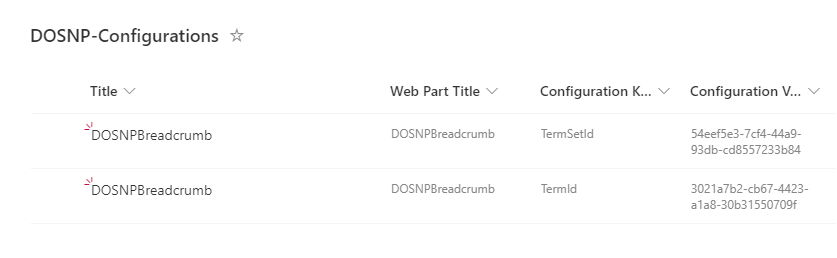 DOSNP-Configurations
Title Web Part Title Configuration K... Configuration V...
DOSNPBreadcrumb DOSNPBreadcrumb TermSetId 54eef5e3-7cf4-44a9-
93db-cd8557233b84
DOSNPBreadcrumb DOSNPBreadcrumb TermId 3021a7b2-cb67-4423-
a1a8-30b31550709f